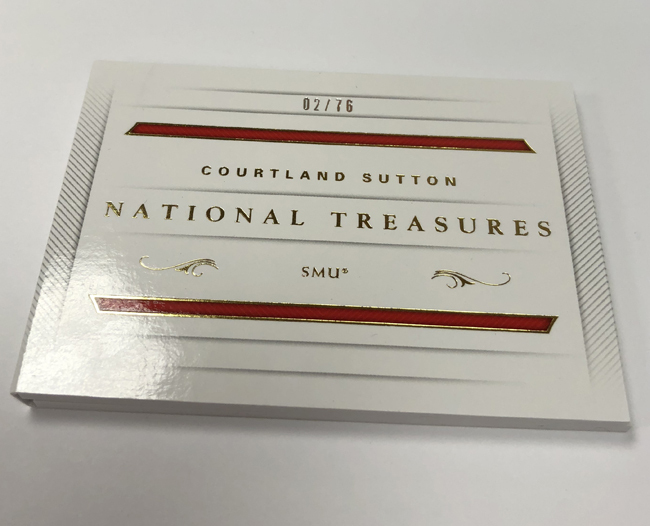 02/76
COURTLAND SUTTON
NATIONAL TREASURES
SMU®